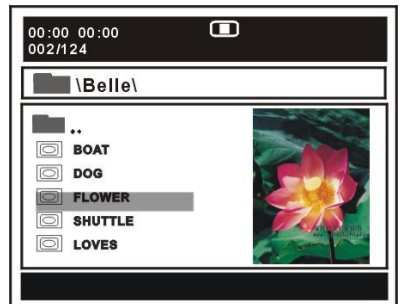 00:00 00:00
002/124
\Belle\
..
BOAT
DOG
FLOWER
SHUTTLE
LOVES